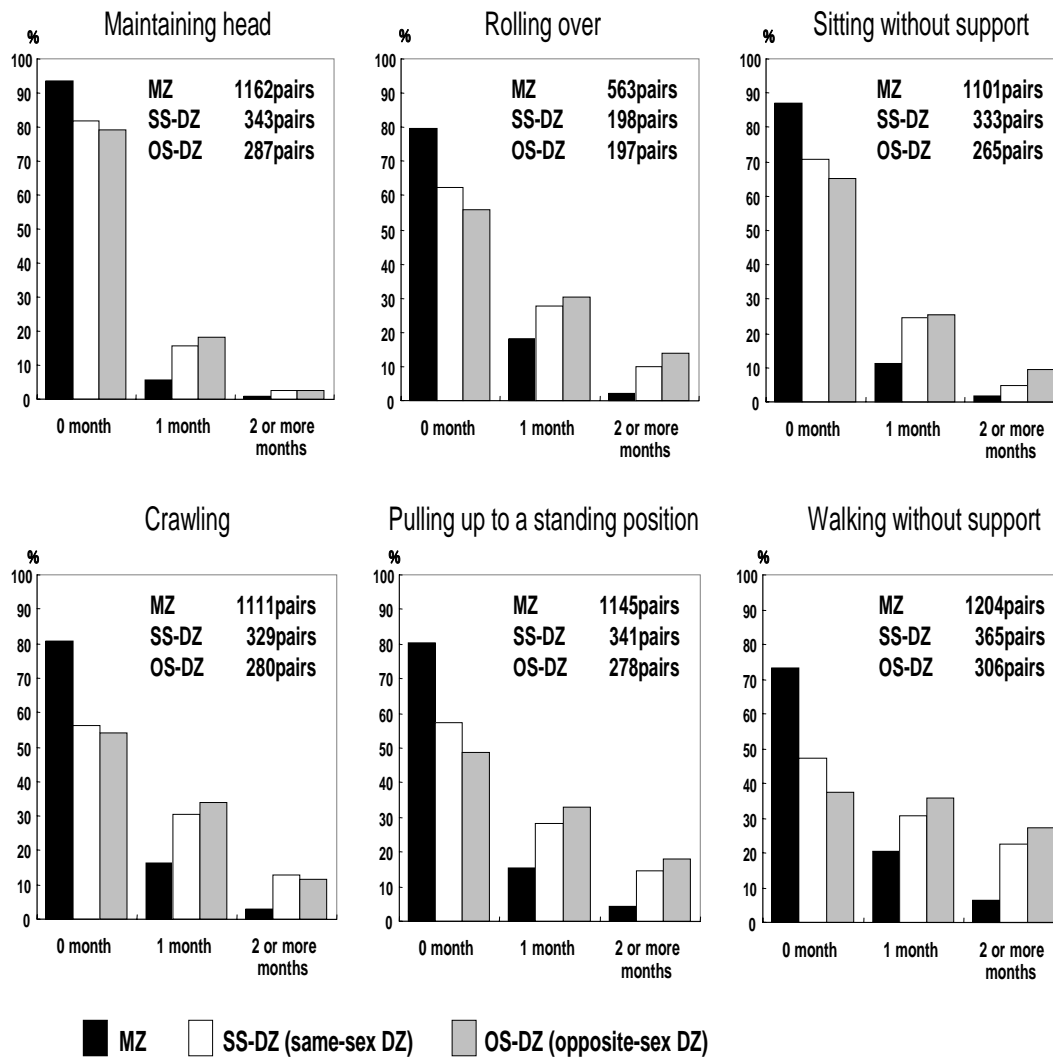 Maintaining head
%
100
90
80
70
60
50
40
30
20
10
0
MZ 1162pairs
SS-DZ 343pairs
OS-DZ 287pairs
0 month 1 month 2 or more months
Rolling over
%
100
90
80
70
60
50
40
30
20
10
0
MZ 563pairs
SS-DZ 198pairs
OS-DZ 197pairs
0 month 1 month 2 or more months
Sitting without support
%
100
90
80
70
60
50
40
30
20
10
0
MZ 1101pairs
SS-DZ 333pairs
OS-DZ 265pairs
0 month 1 month 2 or more months
Crawling
%
100
90
80
70
60
50
40
30
20
10
0
MZ 1111pairs
SS-DZ 329pairs
OS-DZ 280pairs
0 month 1 month 2 or more months
Pulling up to a standing position
%
100
90
80
70
60
50
40
30
20
10
0
MZ 1145pairs
SS-DZ 341pairs
OS-DZ 278pairs
0 month 1 month 2 or more months
Walking without support
%
100
90
80
70
60
50
40
30
20
10
0
MZ 1204pairs
SS-DZ 365pairs
OS-DZ 306pairs
0 month 1 month 2 or more months
MZ SS-DZ (same-sex DZ) OS-DZ (opposite-sex DZ)